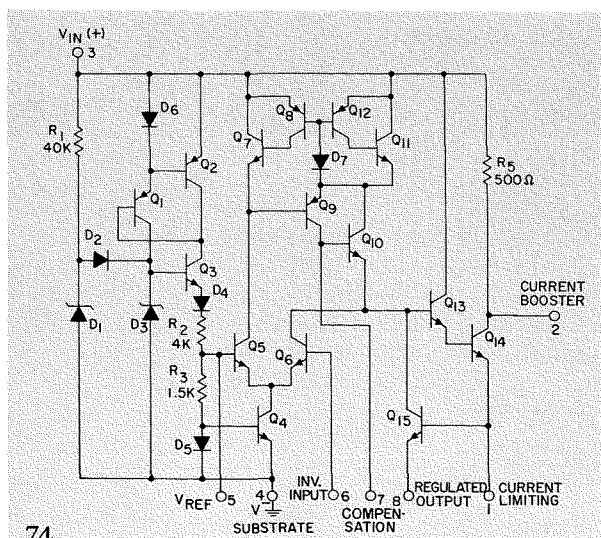 VIN (+)
3
D6
Q8
Q12
Q7
D7
Q11
R1
40K
Q2
R5
500Ω
Q1
Q9
Q10
D2
Q3
D4
Q13
CURRENT
BOOSTER
2
D1
D3
R2
4K
Q5
Q6
Q14
R3
1.5K
Q4
Q15
D5
VREF 5
4
V-
SUBSTRATE
INV.
INPUT 6
7
COMPEN-
SATION
8
REGULATED
OUTPUT
1
CURRENT
LIMITING
74